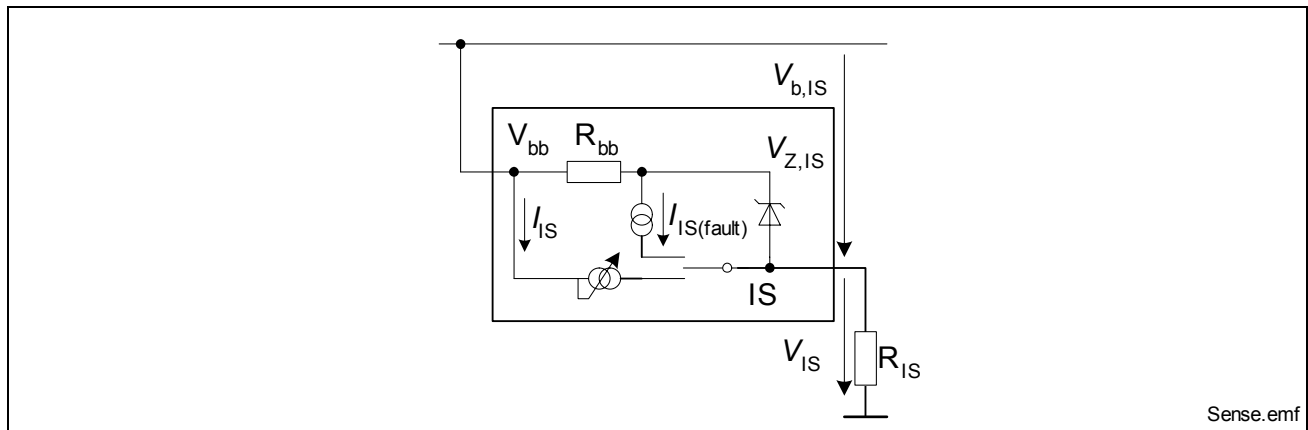 V_b,IS
V_bb R_bb V_Z,IS
I_IS I_IS(fault)
IS
V_IS R_IS
Sense.emf